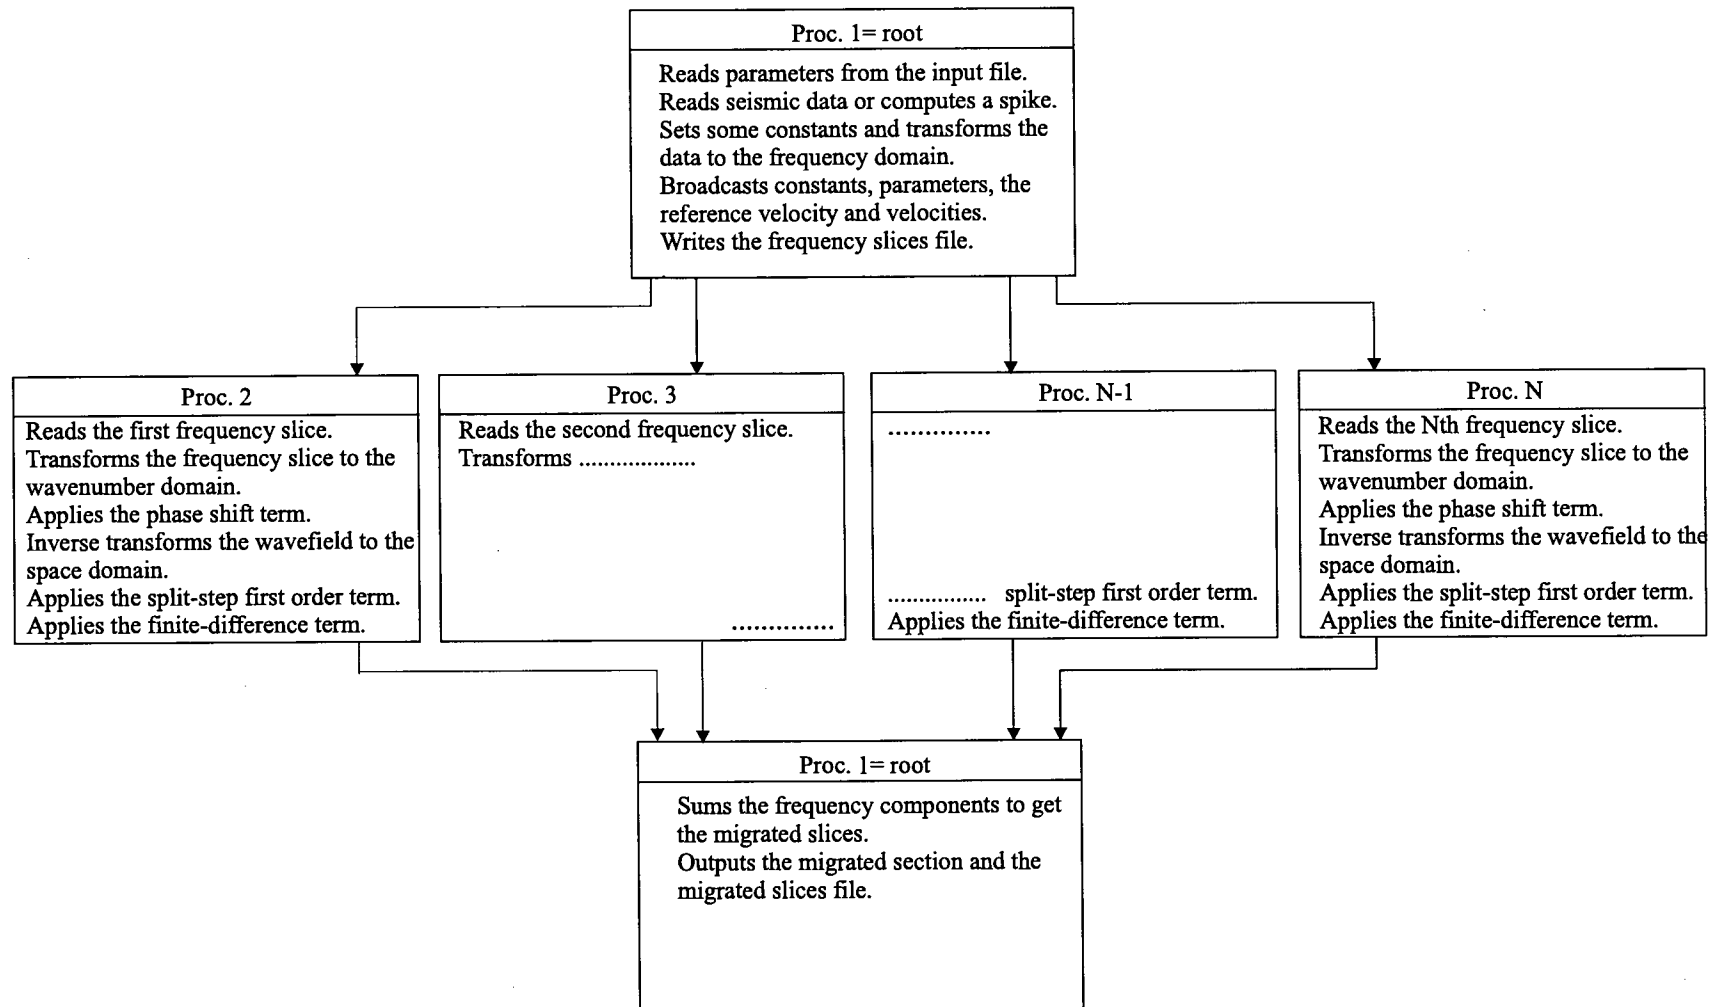 Proc. 1= root
Reads parameters from the input file.
Reads seismic data or computes a spike.
Sets some constants and transforms the
data to the frequency domain.
Broadcasts constants, parameters, the
reference velocity and velocities.
Writes the frequency slices file.
Proc. 2
Reads the first frequency slice.
Transforms the frequency slice to the
wavenumber domain.
Applies the phase shift term.
Inverse transforms the wavefield to the
space domain.
Applies the split-step first order term.
Applies the finite-difference term.
Proc. 3
Reads the second frequency slice.
Transforms ....................
...............
Proc. N-1
...............
................. split-step first order term.
Applies the finite-difference term.
Proc. N
Reads the Nth frequency slice.
Transforms the frequency slice to the
wavenumber domain.
Applies the phase shift term.
Inverse transforms the wavefield to the
space domain.
Applies the split-step first order term.
Applies the finite-difference term.
Proc. 1= root
Sums the frequency components to get
the migrated slices.
Outputs the migrated section and the
migrated slices file.